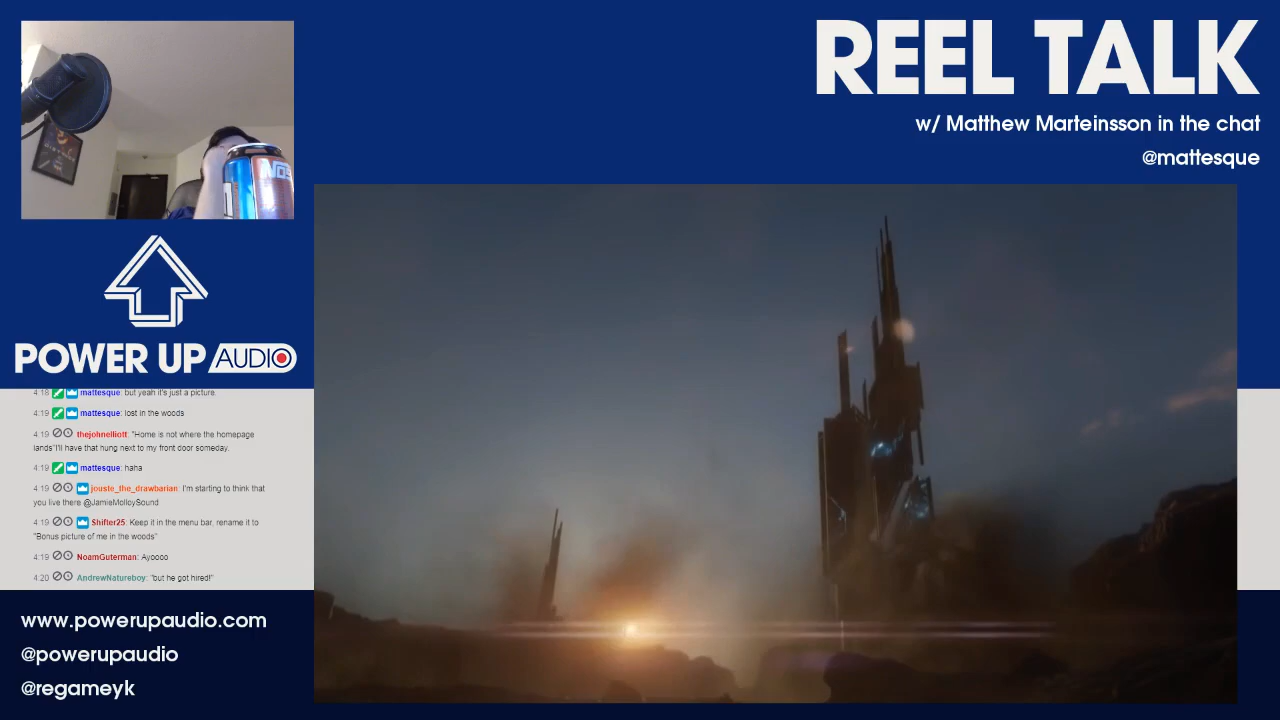 REEL TALK
w/ Matthew Marteinsson in the chat
@mattesque
NOS
POWER UP AUDIO
4:19 mattesque: but yeah it's just a picture.
4:19 mattesque: lost in the woods
4:19 thejohnelliott: "Home is not where the homepage
lands"I'll have that hung next to my front door someday.
4:19 mattesque: haha
4:19 jouste_the_drawbarian: I'm starting to think that
you live there @JamieMolloySound
4:19 Shifter25: Keep it in the menu bar, rename it to
"Bonus picture of me in the woods"
4:19 NoamGuterman: Ayoooo
4:20 AndrewNatureboy: "but he got hired!"
www.powerupaudio.com
@powerupaudio
@regameyk